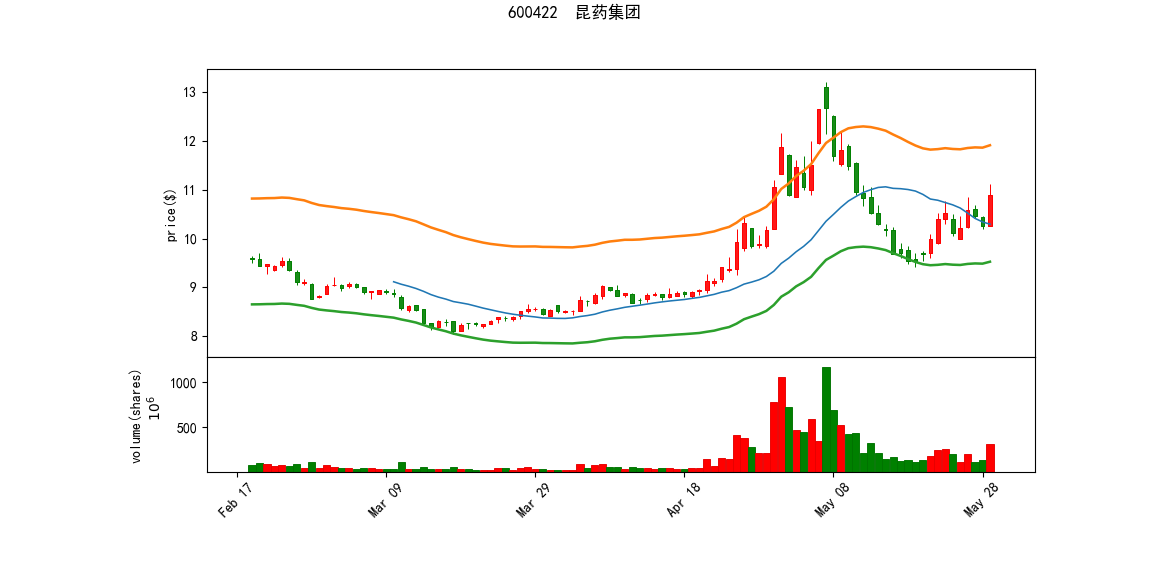 600422 昆药集团
price($)
13
12
11
10
9
8
volume(shares)
10^6
1000
500
Feb 17
Mar 09
Mar 29
Apr 18
May 08
May 28